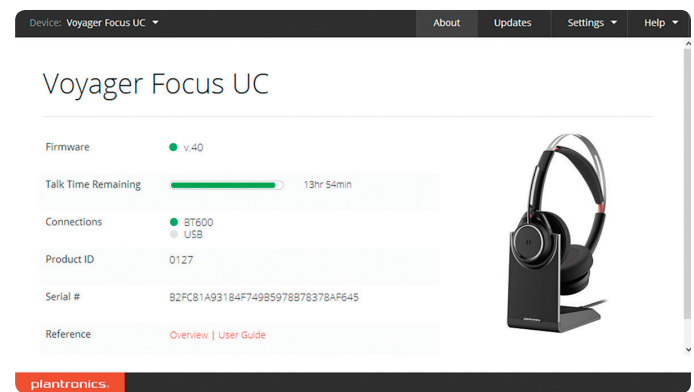 Device: Voyager Focus UC
About
Updates
Settings
Help
Voyager Focus UC
Firmware
v.40
Talk Time Remaining
13hr 54min
Connections
BT600
USB
Product ID
0127
Serial #
B2FC81A93184F749B5978B78378AF645
Reference
Overview | User Guide
plantronics.